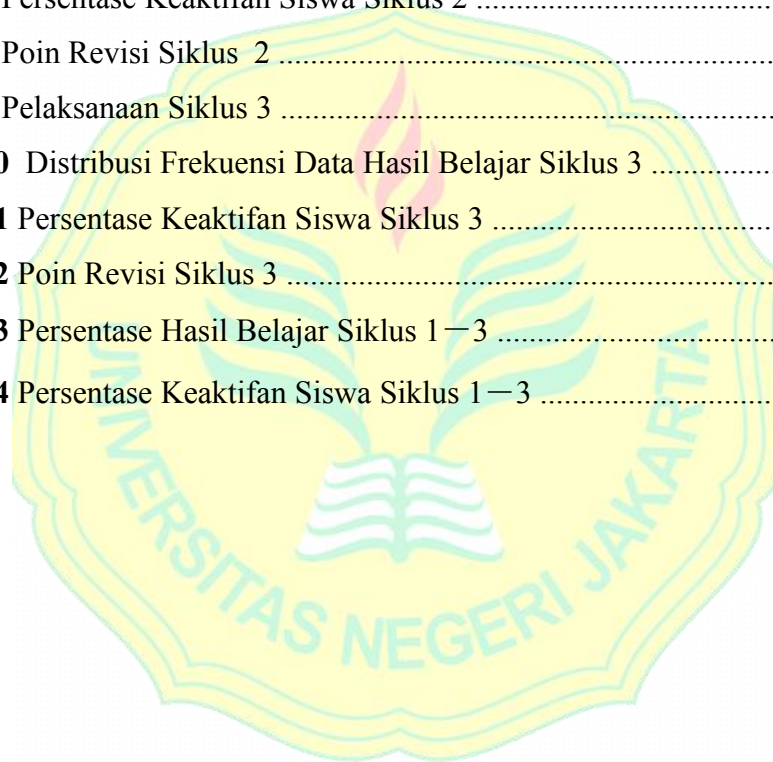 Persentase Keaktifan Siswa Siklus 2 ........................................
Poin Revisi Siklus  2 ................................................................
Pelaksanaan Siklus 3 ................................................................
0  Distribusi Frekuensi Data Hasil Belajar Siklus 3 ................
1 Persentase Keaktifan Siswa Siklus 3 ....................................
2 Poin Revisi Siklus 3 ................................................................
3 Persentase Hasil Belajar Siklus 1－3 ....................................
4 Persentase Keaktifan Siswa Siklus 1－3 ..............................
UNIVERSITAS NEGERI JAKARTA